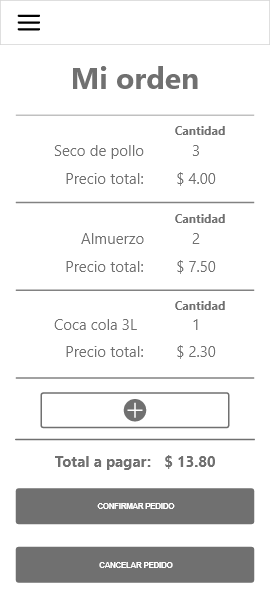 Mi orden
Cantidad
Seco de pollo 3
Precio total: $ 4.00
Cantidad
Almuerzo 2
Precio total: $ 7.50
Cantidad
Coca cola 3L 1
Precio total: $ 2.30
Total a pagar: $ 13.80
CONFIRMAR PEDIDO
CANCELAR PEDIDO